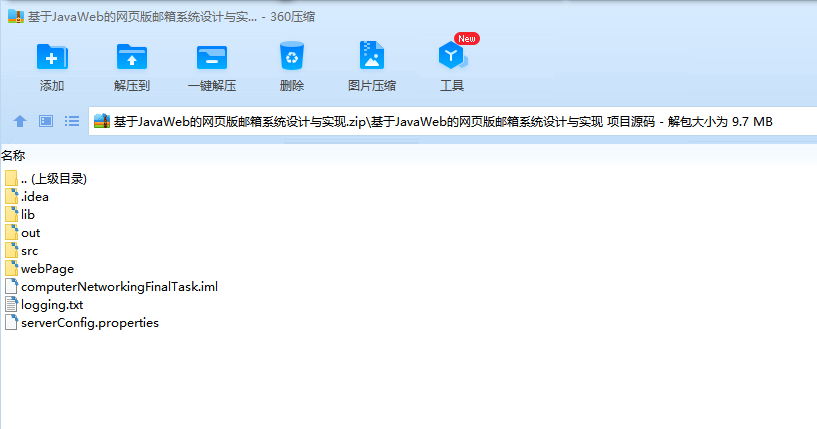 基于JavaWeb的网页版邮箱系统设计与实... - 360压缩
New
添加 解压到 一键解压 删除 图片压缩 工具
基于JavaWeb的网页版邮箱系统设计与实现.zip\基于JavaWeb的网页版邮箱系统设计与实现 项目源码 - 解包大小为 9.7 MB
名称
.. (上级目录)
.idea
lib
out
src
webPage
computerNetworkingFinalTask.iml
logging.txt
serverConfig.properties